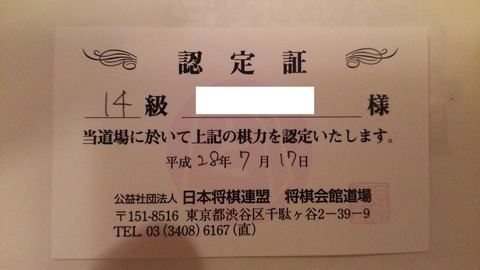 認定証
14級 様
当道場に於いて上記の棋力を認定いたします。
平成28年7月17日
公益社団法人 日本将棋連盟 将棋会館道場
〒151-8516 東京都渋谷区千駄ヶ谷2-39-9
TEL. 03(3408)6167(直)